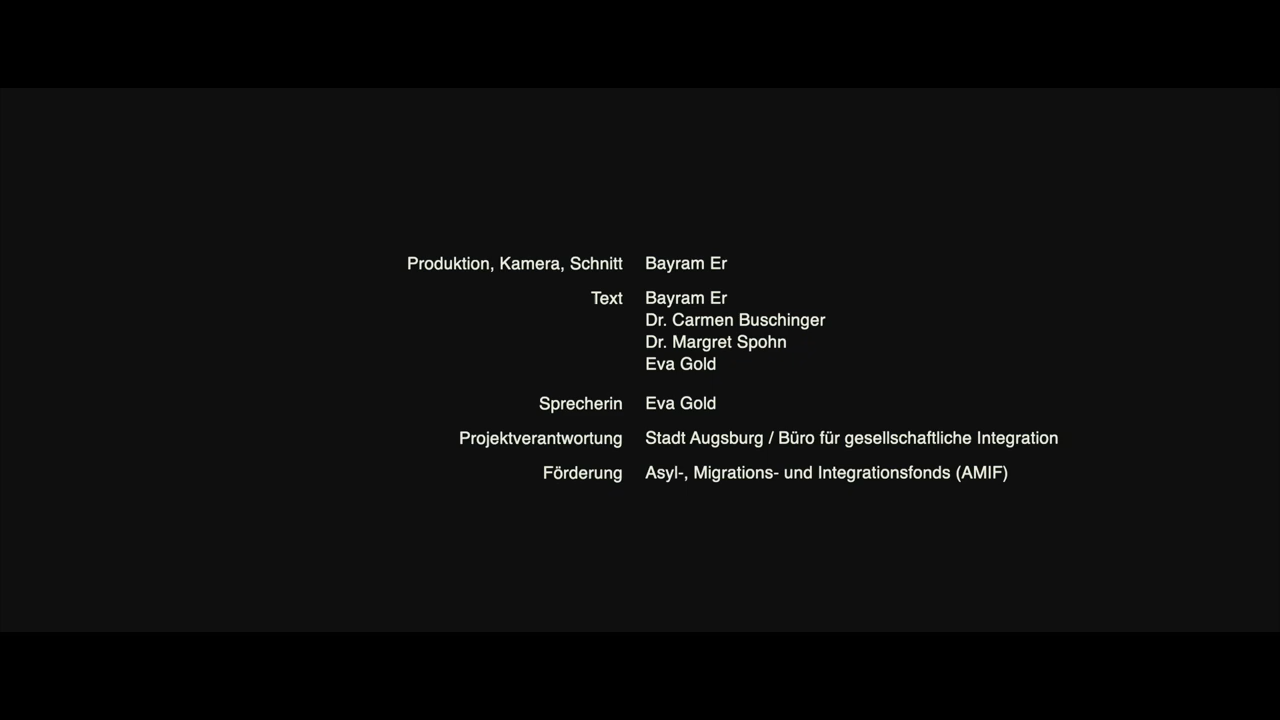 Produktion, Kamera, Schnitt Bayram Er
Text Bayram Er
Dr. Carmen Buschinger
Dr. Margret Spohn
Eva Gold
Sprecherin Eva Gold
Projektverantwortung Stadt Augsburg / Büro für gesellschaftliche Integration
Förderung Asyl-, Migrations- und Integrationsfonds (AMIF)